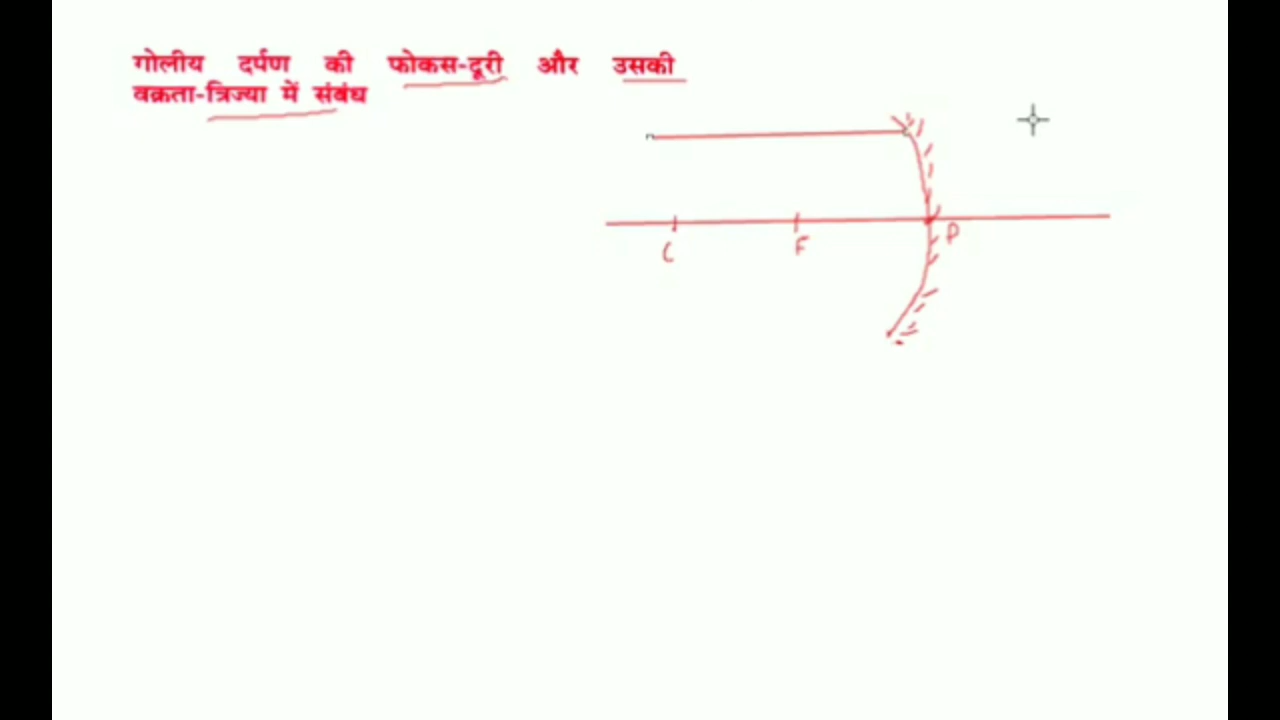 गोलीय दर्पण की फोकस-दूरी और उसकी
वक्रता-त्रिज्या में संबंध
C F P